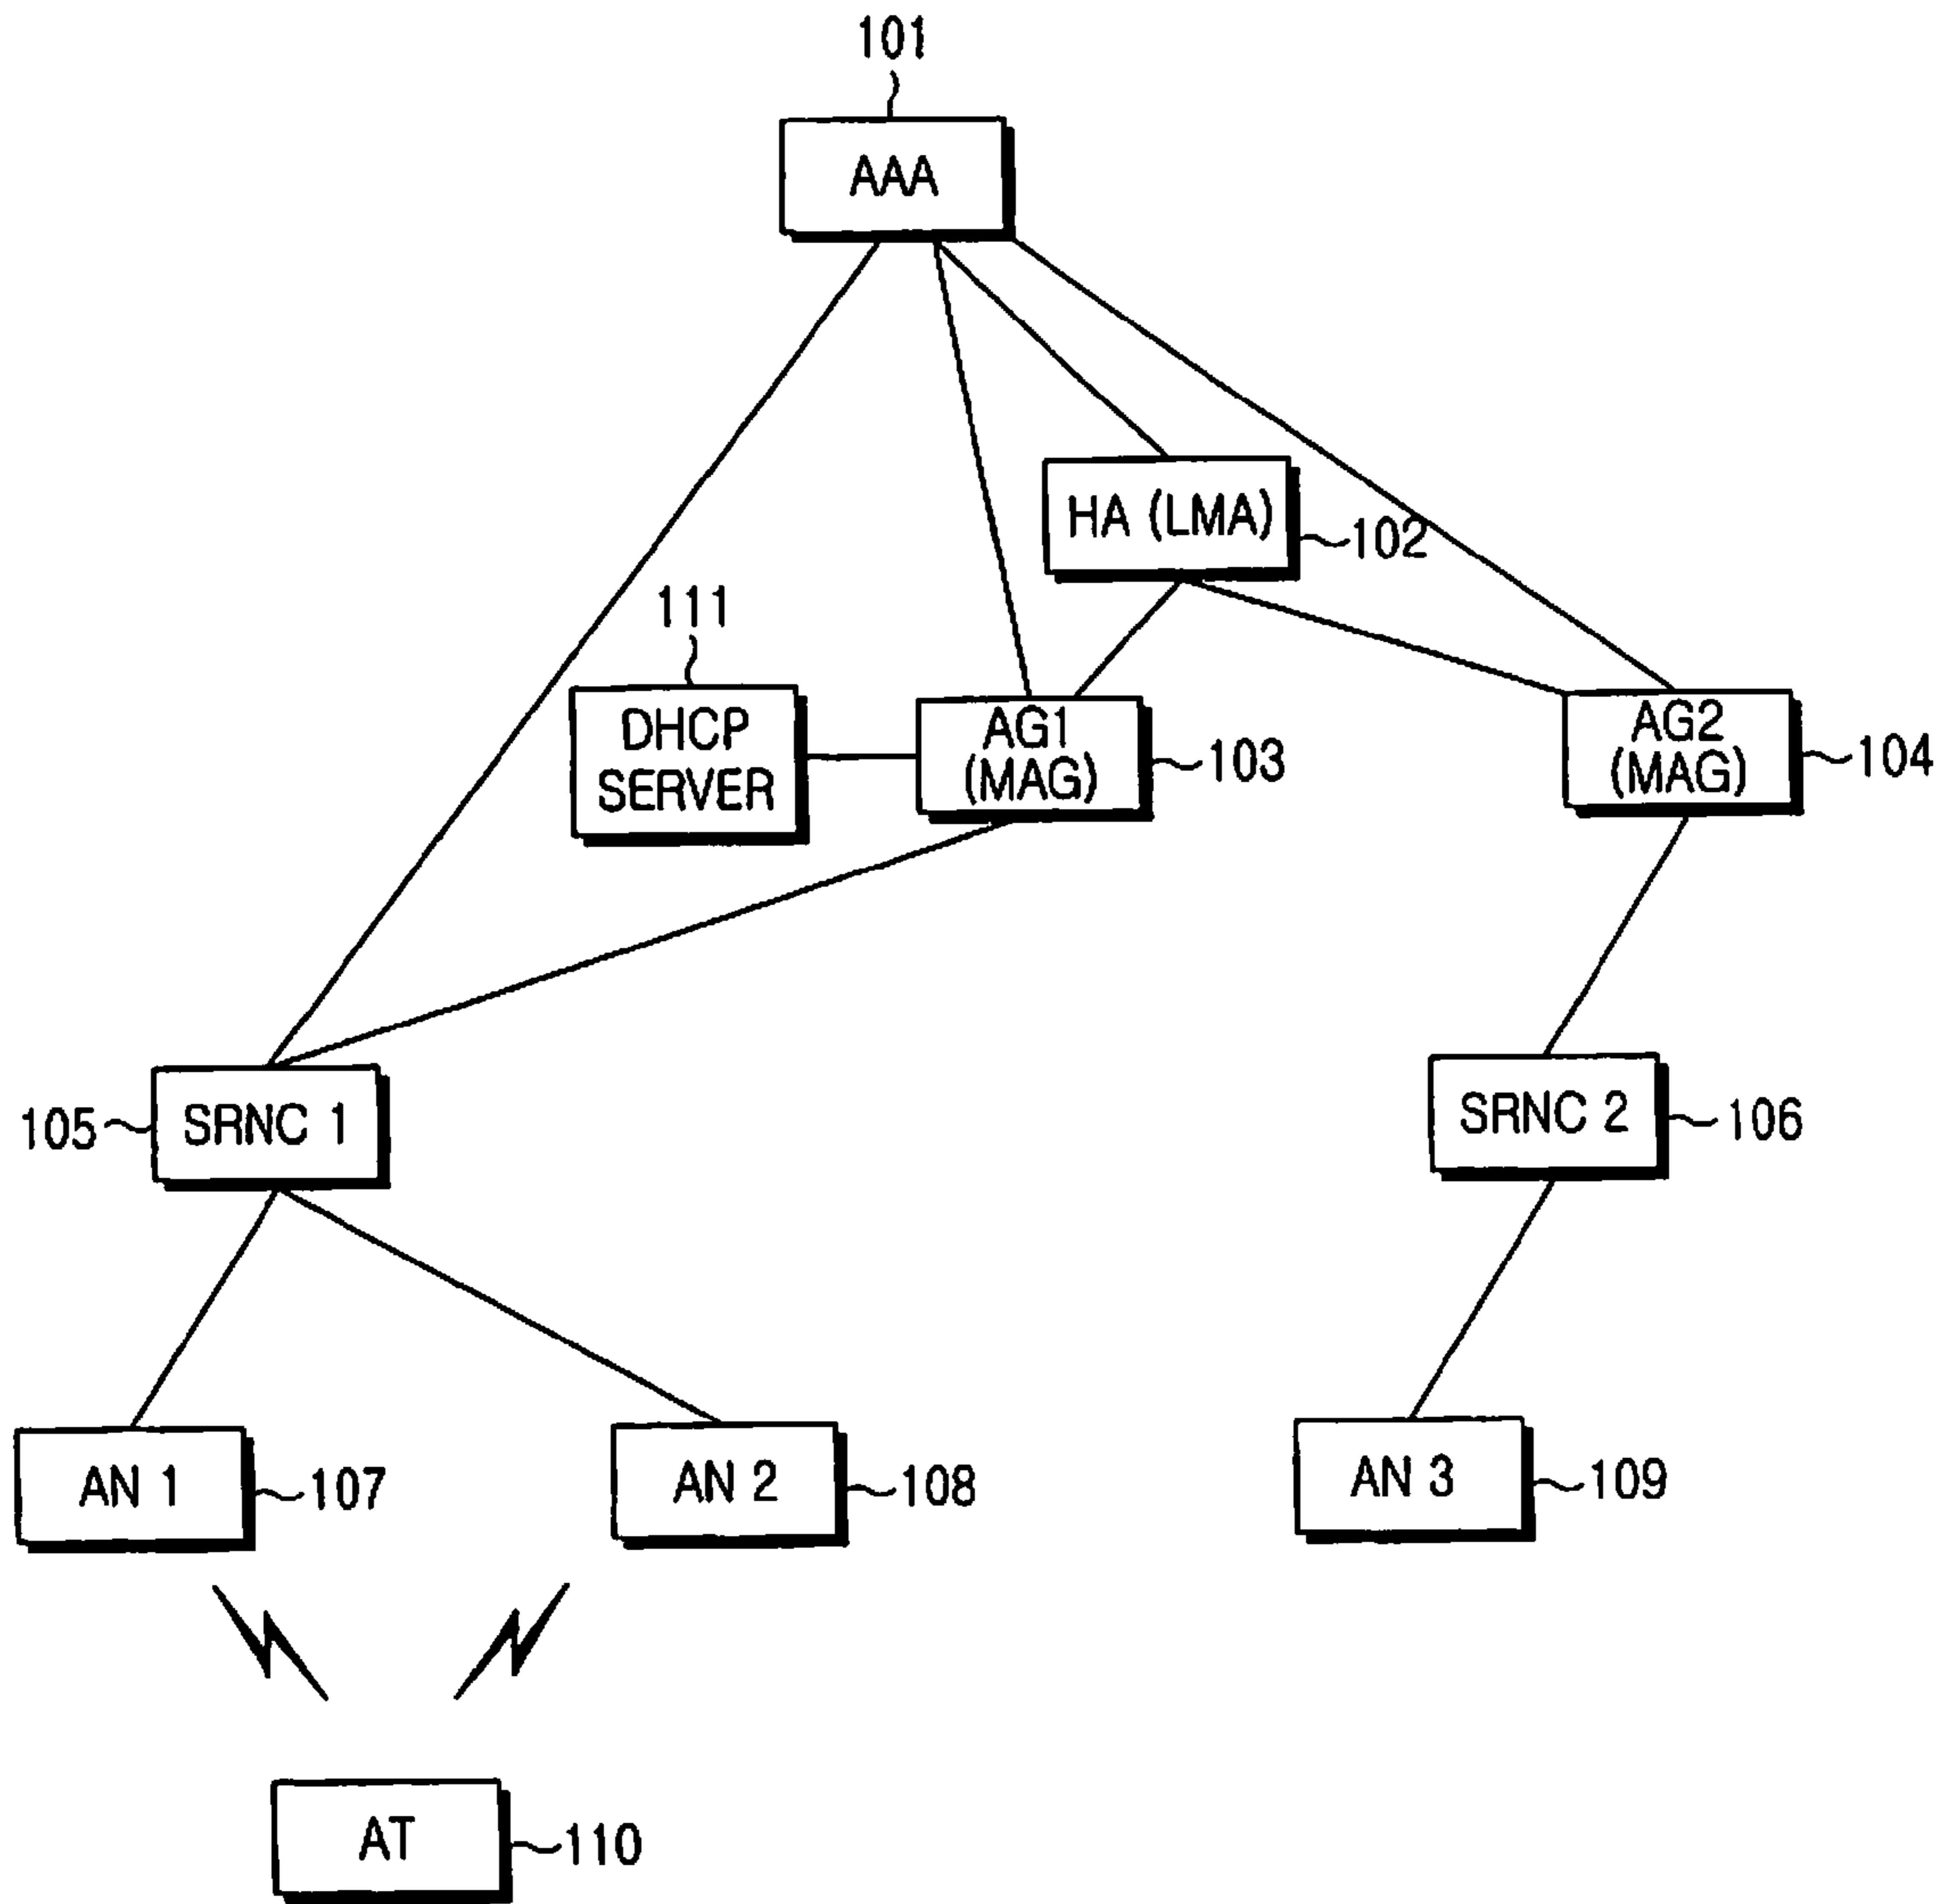 101
AAA
HA (LMA)
102
111
DHCP
SERVER
AG1
(MAG)
103
AG2
(MAG)
104
105
SRNC 1
SRNC 2
106
AN 1
107
AN 2
108
AN 3
109
AT
110